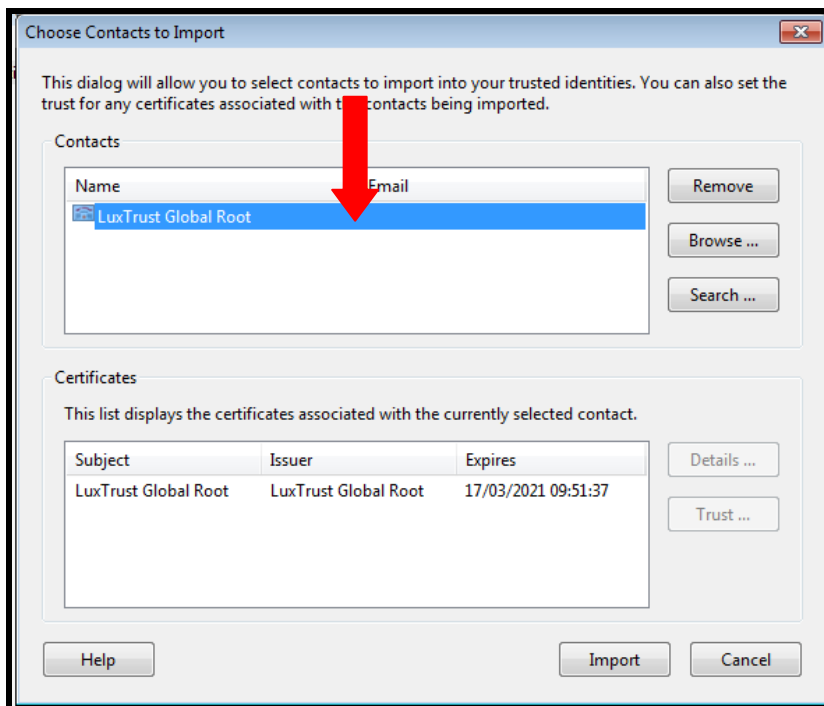 Choose Contacts to Import
This dialog will allow you to select contacts to import into your trusted identities. You can also set the
trust for any certificates associated with contacts being imported.
Contacts
Name Email
LuxTrust Global Root
Remove
Browse ...
Search ...
Certificates
This list displays the certificates associated with the currently selected contact.
Subject Issuer Expires
LuxTrust Global Root LuxTrust Global Root 17/03/2021 09:51:37
Details ...
Trust ...
Help Import Cancel